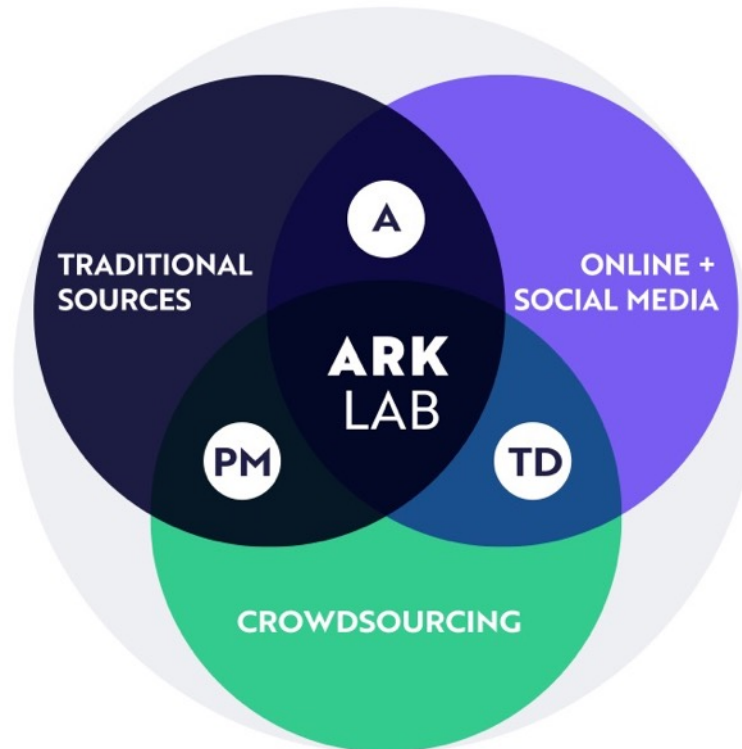 A
TRADITIONAL
SOURCES
ONLINE +
SOCIAL MEDIA
ARK
LAB
PM
TD
CROWDSOURCING